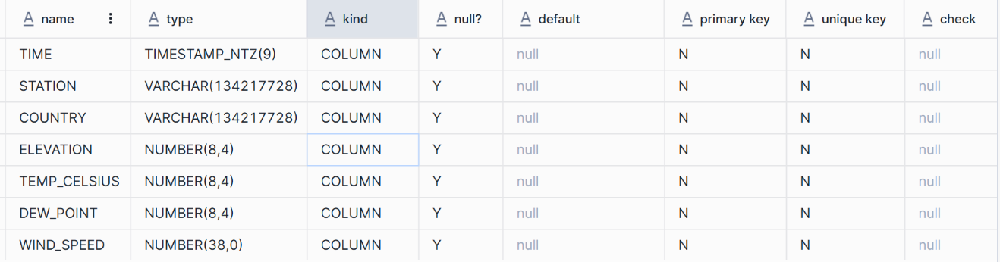 name type kind null? default primary key unique key check
TIME TIMESTAMP_NTZ(9) COLUMN Y null N N null
STATION VARCHAR(134217728) COLUMN Y null N N null
COUNTRY VARCHAR(134217728) COLUMN Y null N N null
ELEVATION NUMBER(8,4) COLUMN Y null N N null
TEMP_CELSIUS NUMBER(8,4) COLUMN Y null N N null
DEW_POINT NUMBER(8,4) COLUMN Y null N N null
WIND_SPEED NUMBER(38,0) COLUMN Y null N N null